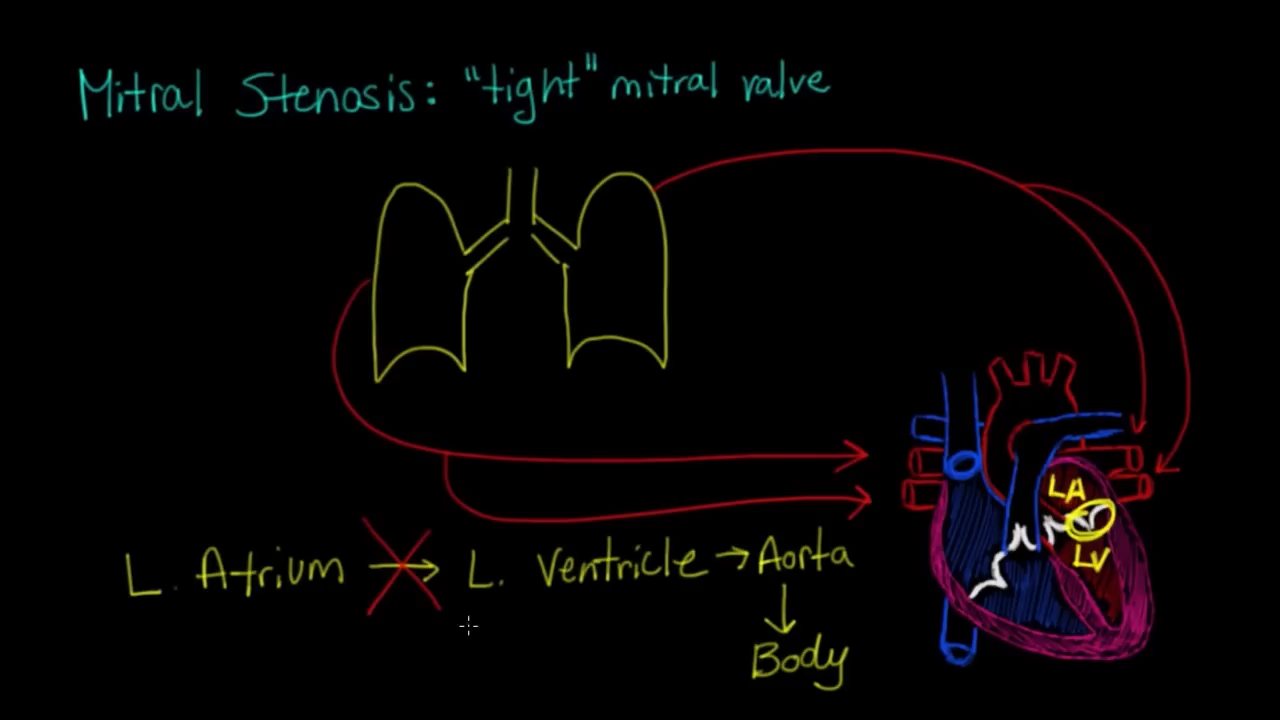 Mitral Stenosis: "tight" mitral valve
LA
LV
L. Atrium → L. Ventricle → Aorta
↓
Body